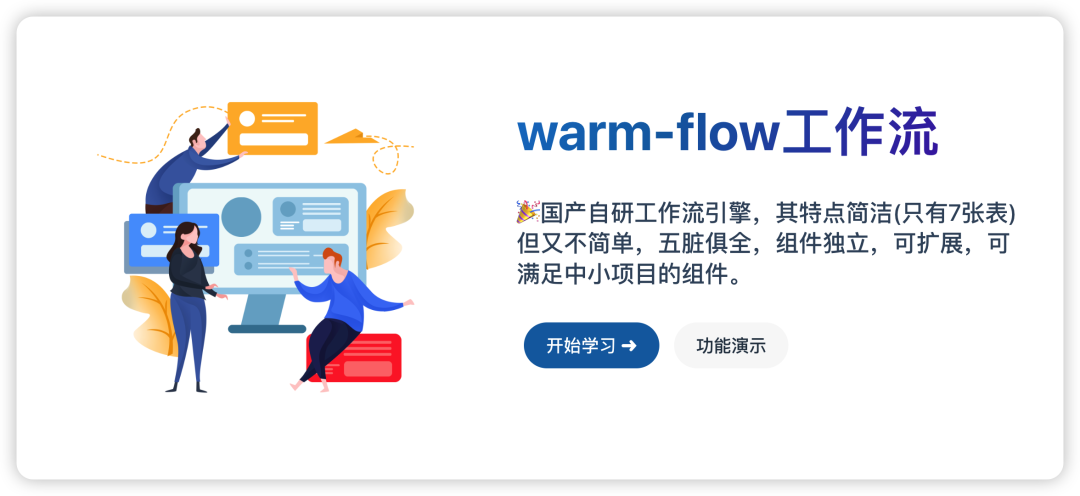 warm-flow工作流
🎉国产自研工作流引擎，其特点简洁(只有7张表)
但又不简单，五脏俱全，组件独立，可扩展，可
满足中小项目的组件。
开始学习 ➜
功能演示